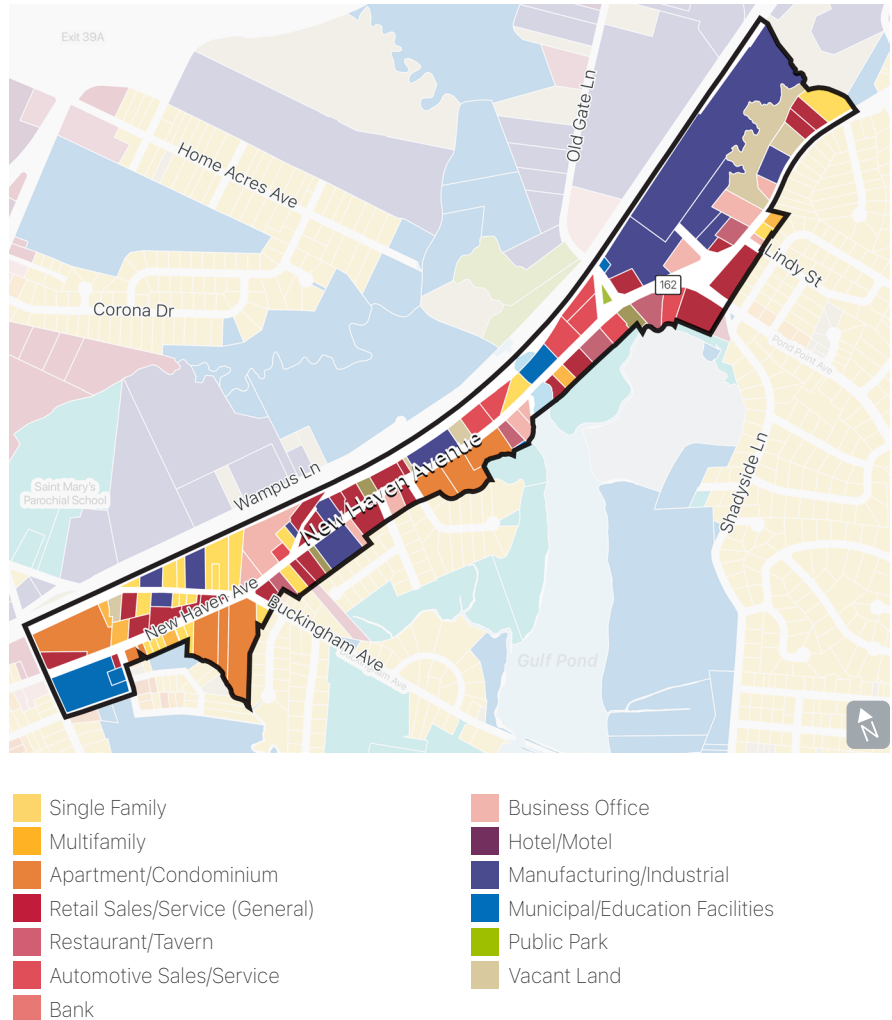 Exit 39A
Old Gate Ln
Home Acres Ave
Lindy St
162
Corona Dr
Pond Point Ave
Shadyside Ln
New Haven Avenue
Wampus Ln
Saint Mary's
Parochial School
New Haven Ave
Buckingham Ave
Gulf Pond
N
Single Family
Multifamily
Apartment/Condominium
Retail Sales/Service (General)
Restaurant/Tavern
Automotive Sales/Service
Bank
Business Office
Hotel/Motel
Manufacturing/Industrial
Municipal/Education Facilities
Public Park
Vacant Land